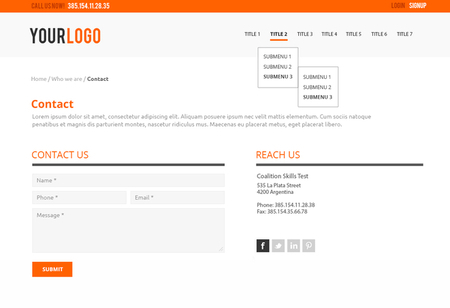 CALL US NOW! 385.154.11.28.35
LOGIN SIGNUP
YOURLOGO
TITLE 1 TITLE 2 TITLE 3 TITLE 4 TITLE 5 TITLE 6 TITLE 7
SUBMENU 1
SUBMENU 2
SUBMENU 3
SUBMENU 1
SUBMENU 2
SUBMENU 3
Home / Who we are / Contact
Contact
Lorem ipsum dolor sit amet, consectetur adipiscing elit. Aliquam posuere ipsum nec velit mattis elementum. Cum sociis natoque
penatibus et magnis dis parturient montes, nascetur ridiculus mus. Maecenas eget placerat libero.
CONTACT US
Name *
Phone * Email *
Message *
SUBMIT
REACH US
Coalition Skills Test
535 La Plata Street
4200 Argentina
Phone: 385.154.11.28.38
Fax: 385.154.35.66.78